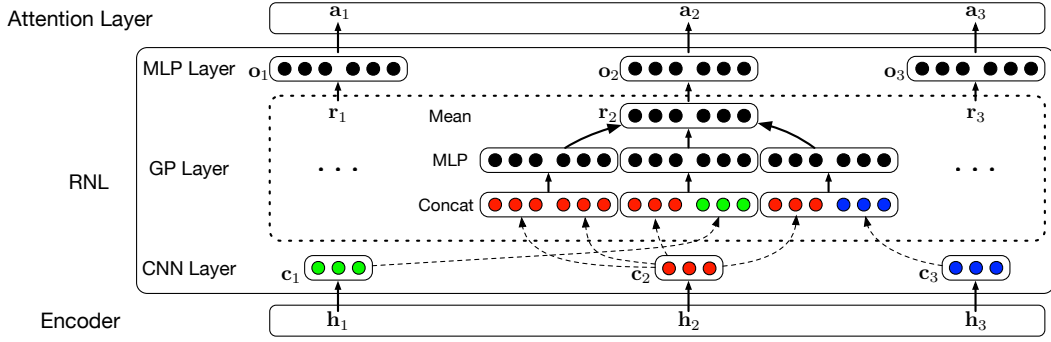 Attention Layer a₁ a₂ a₃
MLP Layer o₁ o₂ o₃
r₁ Mean r₂ r₃
RNL GP Layer . . . MLP . . .
Concat
CNN Layer c₁ c₂ c₃
Encoder h₁ h₂ h₃